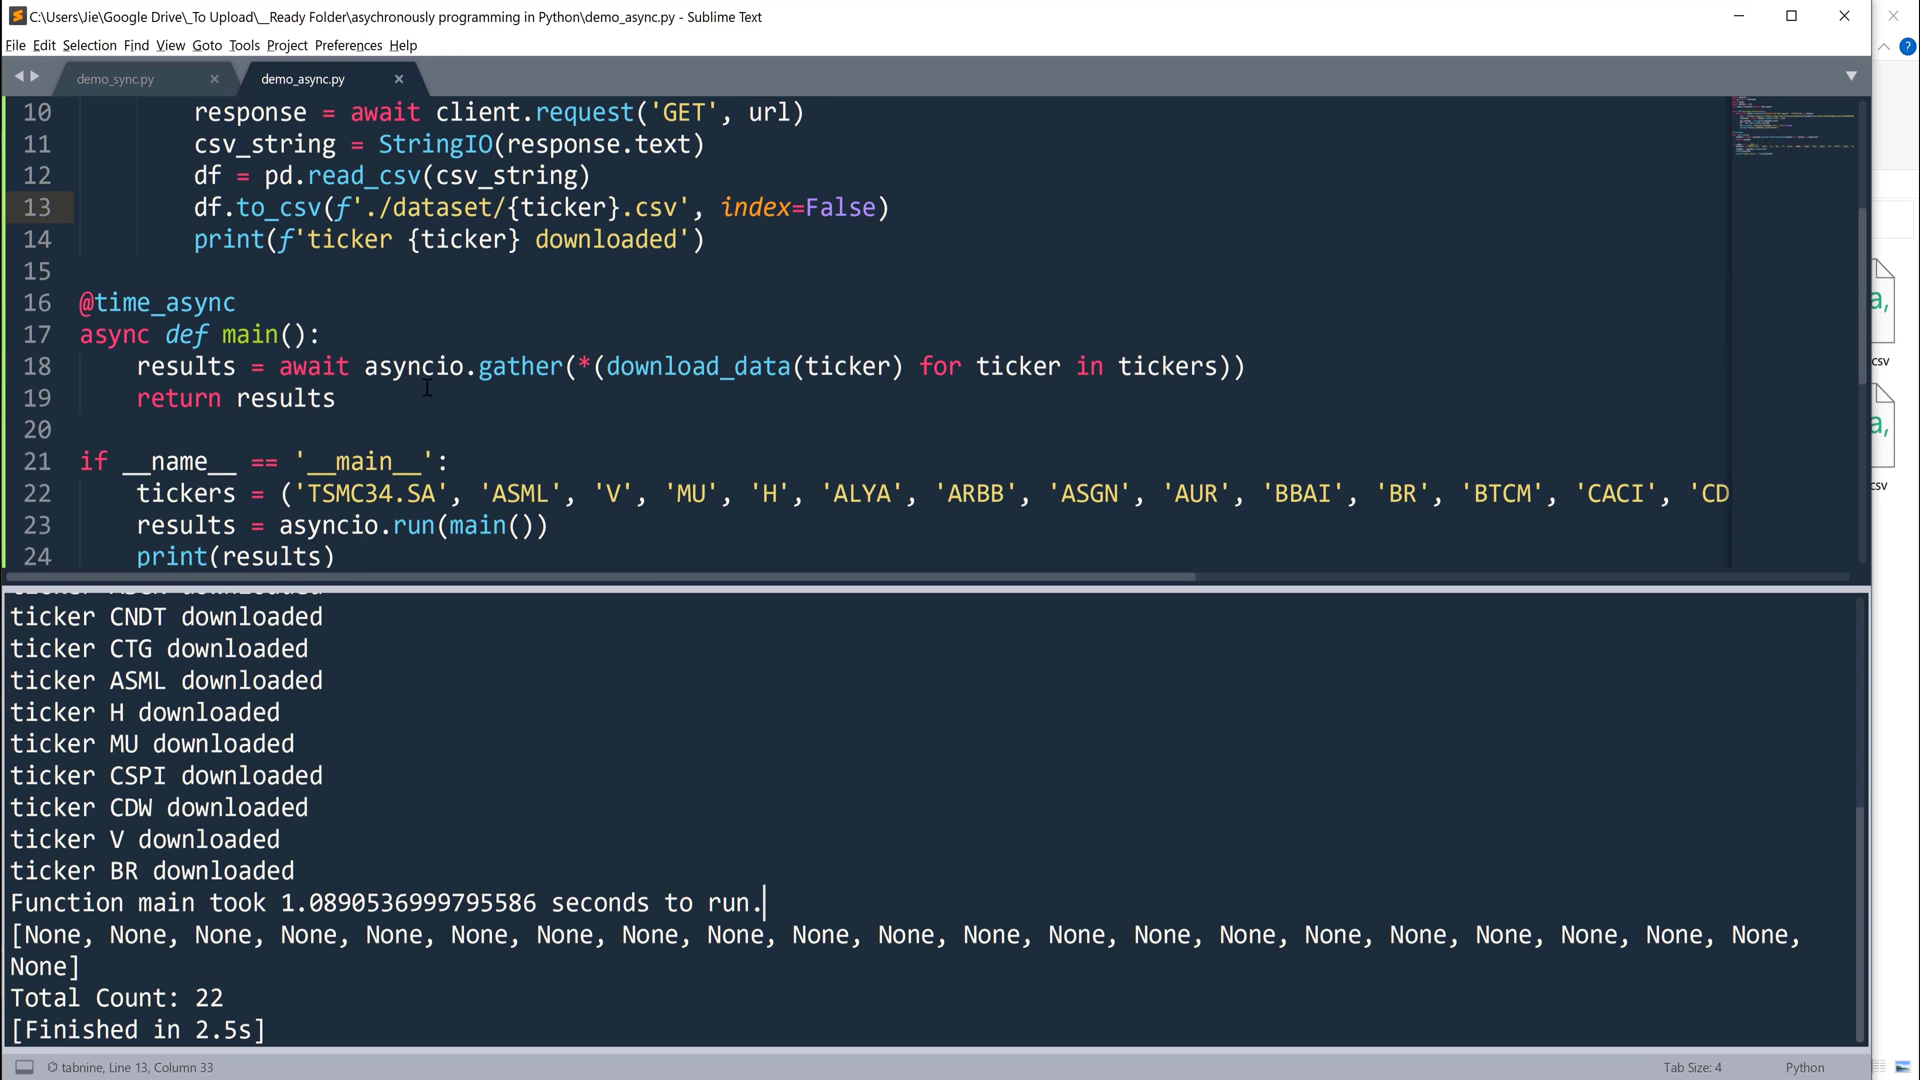 C:\Users\Jie\Google Drive\_To Upload\__Ready Folder\asychronously programming in Python\demo_async.py - Sublime Text
File Edit Selection Find View Goto Tools Project Preferences Help
demo_sync.py
demo_async.py
10 response = await client.request('GET', url)
11 csv_string = StringIO(response.text)
12 df = pd.read_csv(csv_string)
13 df.to_csv(f'./dataset/{ticker}.csv', index=False)
14 print(f'ticker {ticker} downloaded')
15
16 @time_async
17 async def main():
18 results = await asyncio.gather(*(download_data(ticker) for ticker in tickers))
19 return results
20
21 if __name__ == '__main__':
22 tickers = ('TSMC34.SA', 'ASML', 'V', 'MU', 'H', 'ALYA', 'ARBB', 'ASGN', 'AUR', 'BBAI', 'BR', 'BTCM', 'CACI', 'CD
23 results = asyncio.run(main())
24 print(results)
ticker CNDT downloaded
ticker CTG downloaded
ticker ASML downloaded
ticker H downloaded
ticker MU downloaded
ticker CSPI downloaded
ticker CDW downloaded
ticker V downloaded
ticker BR downloaded
Function main took 1.0890536999795586 seconds to run.
[None, None, None, None, None, None, None, None, None, None, None, None, None, None, None, None, None, None, None, None, None,
None]
Total Count: 22
[Finished in 2.5s]
tabnine, Line 13, Column 33
Tab Size: 4
Python
?
a,
csv
a,
csv